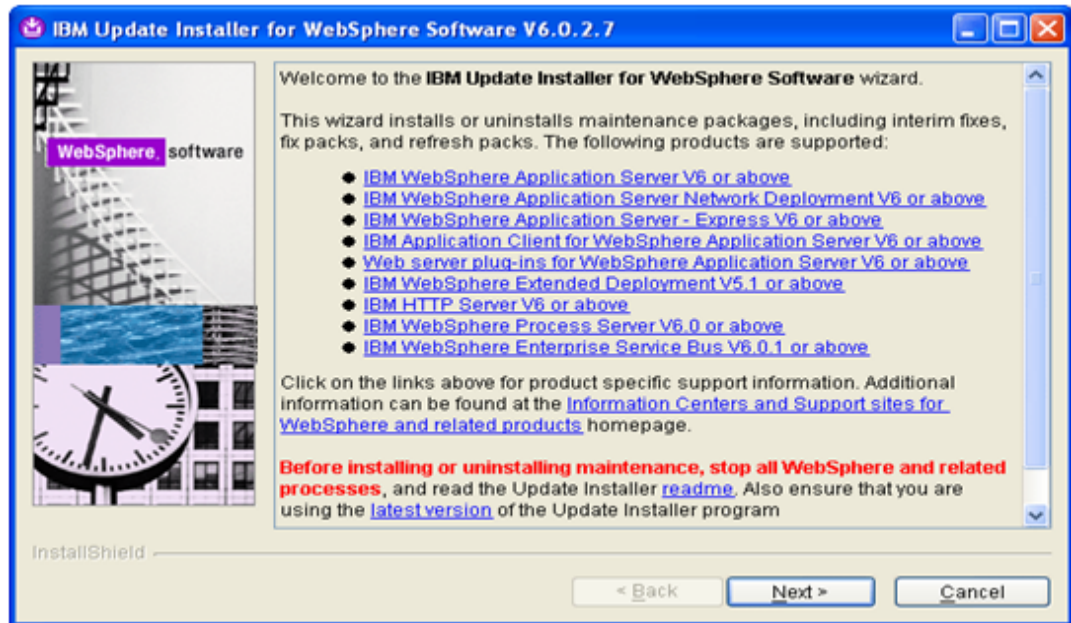 IBM Update Installer for WebSphere Software V6.0.2.7
WebSphere. software
Welcome to the IBM Update Installer for WebSphere Software wizard.
This wizard installs or uninstalls maintenance packages, including interim fixes,
fix packs, and refresh packs. The following products are supported:
IBM WebSphere Application Server V6 or above
IBM WebSphere Application Server Network Deployment V6 or above
IBM WebSphere Application Server - Express V6 or above
IBM Application Client for WebSphere Application Server V6 or above
Web server plug-ins for WebSphere Application Server V6 or above
IBM WebSphere Extended Deployment V5.1 or above
IBM HTTP Server V6 or above
IBM WebSphere Process Server V6.0 or above
IBM WebSphere Enterprise Service Bus V6.0.1 or above
Click on the links above for product specific support information. Additional
information can be found at the Information Centers and Support sites for
WebSphere and related products homepage.
Before installing or uninstalling maintenance, stop all WebSphere and related
processes, and read the Update Installer readme. Also ensure that you are
using the latest version of the Update Installer program
InstallShield
< Back
Next >
Cancel